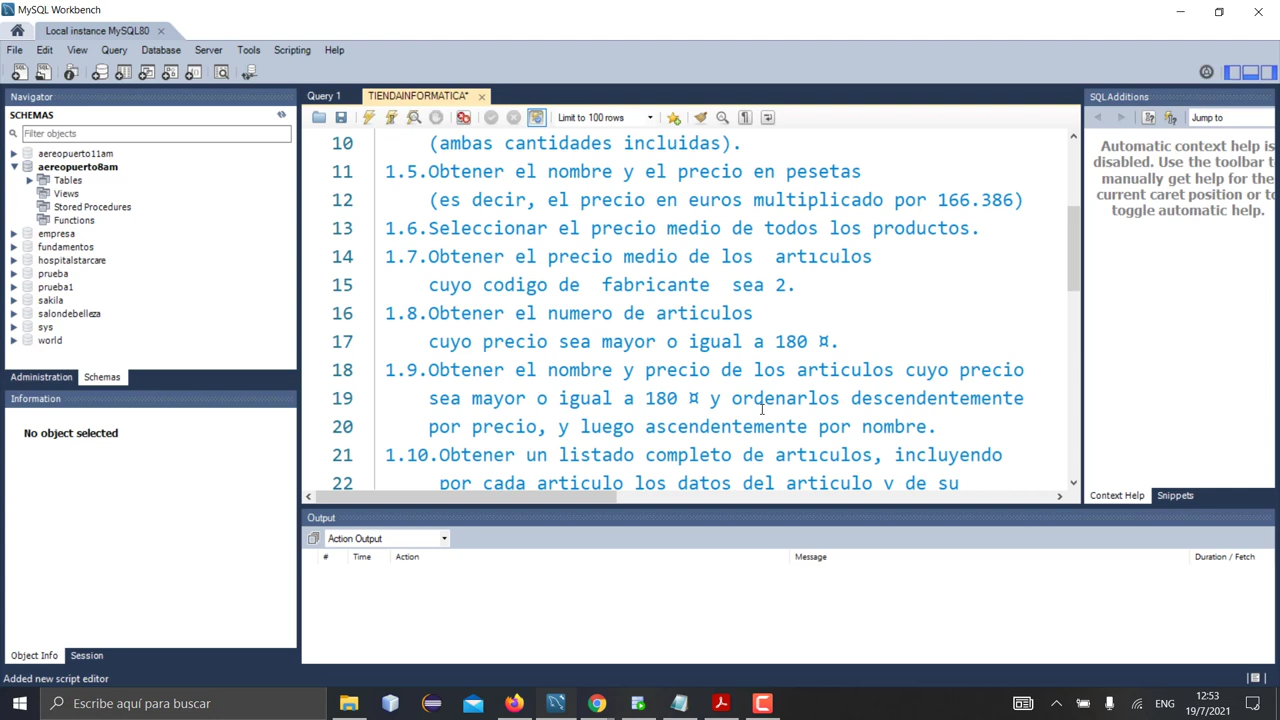 MySQL Workbench
Local instance MySQL80
File Edit View Query Database Server Tools Scripting Help
Navigator
SCHEMAS
Filter objects
aereopuerto11am
aereopuerto8am
Tables
Views
Stored Procedures
Functions
empresa
fundamentos
hospitalstarcare
prueba
prueba1
sakila
salondebelleza
sys
world
Administration Schemas
Information
No object selected
Object Info Session
Added new script editor
Query 1 TIENDAINFORMATICA*
Limit to 100 rows
10 (ambas cantidades incluidas).
11 1.5.Obtener el nombre y el precio en pesetas
12 (es decir, el precio en euros multiplicado por 166.386)
13 1.6.Seleccionar el precio medio de todos los productos.
14 1.7.Obtener el precio medio de los artıculos
15 cuyo codigo de fabricante sea 2.
16 1.8.Obtener el numero de articulos
17 cuyo precio sea mayor o igual a 180 ¤.
18 1.9.Obtener el nombre y precio de los articulos cuyo precio
19 sea mayor o igual a 180 ¤ y ordenarlos descendentemente
20 por precio, y luego ascendentemente por nombre.
21 1.10.Obtener un listado completo de artıculos, incluyendo
22 por cada articulo los datos del articulo y de su
SQLAdditions
Jump to
Automatic context help is
disabled. Use the toolbar t
manually get help for the
current caret position or to
toggle automatic help.
Context Help Snippets
Output
Action Output
# Time Action Message Duration / Fetch
Escribe aquí para buscar
ENG
12:53
19/7/2021